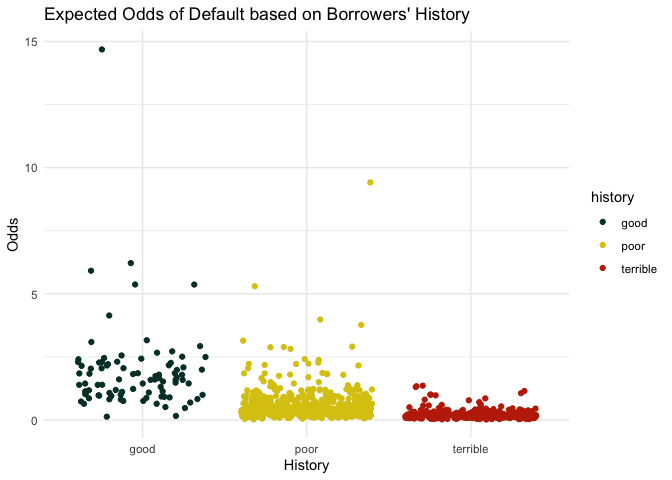 Expected Odds of Default based on Borrowers' History
15
10
5
0
Odds
good
poor
terrible
History
history
good
poor
terrible